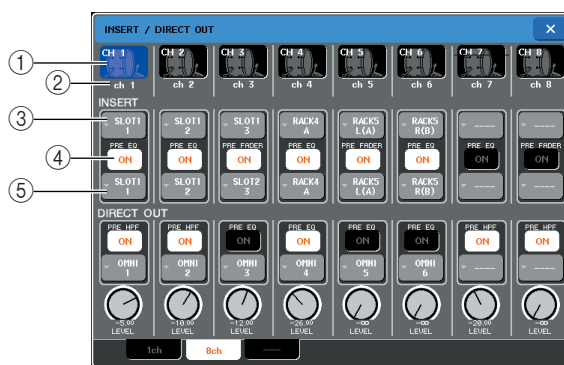 INSERT / DIRECT OUT ×
CH 1 CH 2 CH 3 CH 4 CH 5 CH 6 CH 7 CH 8
①
② ch 1 ch 2 ch 3 ch 4 ch 5 ch 6 ch 7 ch 8
INSERT
③ SLOT1 1 SLOT1 2 SLOT1 3 RACK4 A RACK5 L(A) RACK5 R(B) ---- ----
PRE EQ PRE EQ PRE FADER PRE EQ PRE FADER PRE EQ PRE EQ PRE FADER
④ ON ON ON ON ON ON ON ON
⑤ SLOT1 1 SLOT1 2 SLOT2 3 RACK4 A RACK5 L(A) RACK5 R(B) ---- ----
DIRECT OUT
PRE HPF PRE HPF PRE EQ PRE EQ PRE EQ PRE EQ PRE HPF PRE HPF
ON ON ON ON ON ON ON ON
OMNI 1 OMNI 2 OMNI 3 OMNI 4 OMNI 5 OMNI 6 ---- ----
-5.00 -10.00 -12.00 -26.00 -∞ -∞ -20.00 -∞
LEVEL LEVEL LEVEL LEVEL LEVEL LEVEL LEVEL LEVEL
1ch 8ch ---